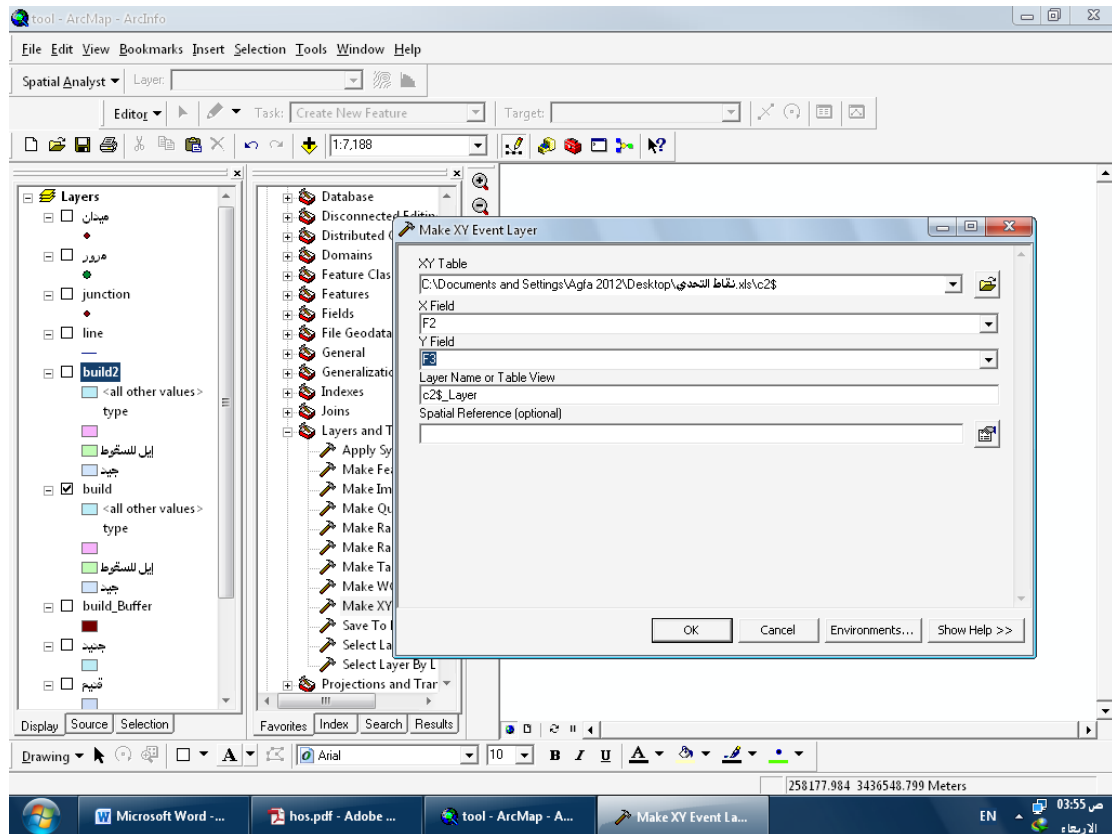 tool - ArcMap - ArcInfo
File Edit View Bookmarks Insert Selection Tools Window Help
Spatial Analyst Layer:
Editor Task: Create New Feature Target:
1:7,188
Layers
ميدان
مرور
junction
line
build2
<all other values>
type
إيل للسقوط
جيد
build
<all other values>
type
إيل للسقوط
جيد
build_Buffer
جنيد
قتيم
Display Source Selection
Database
Disconnected Editin
Distributed
Domains
Feature Clas
Features
Fields
File Geodata
General
Generalizatio
Indexes
Joins
Layers and T
Apply Sy
Make Fe
Make Im
Make Qu
Make Ra
Make Ra
Make Ta
Make W
Make XY
Save To
Select La
Select Layer By L
Projections and Tran
Favorites Index Search Results
Make XY Event Layer
XY Table
C:\Documents and Settings\Agfa 2012\Desktop\نقاط التحدي.xls\c2$
X Field
F2
Y Field
F3
Layer Name or Table View
c2$_Layer
Spatial Reference (optional)
OK Cancel Environments... Show Help >>
Drawing A Arial 10 B I U A
258177.984 3436548.799 Meters
Microsoft Word -... hos.pdf - Adobe ... tool - ArcMap - A... Make XY Event La... EN 03:55 ص
الاربعاء